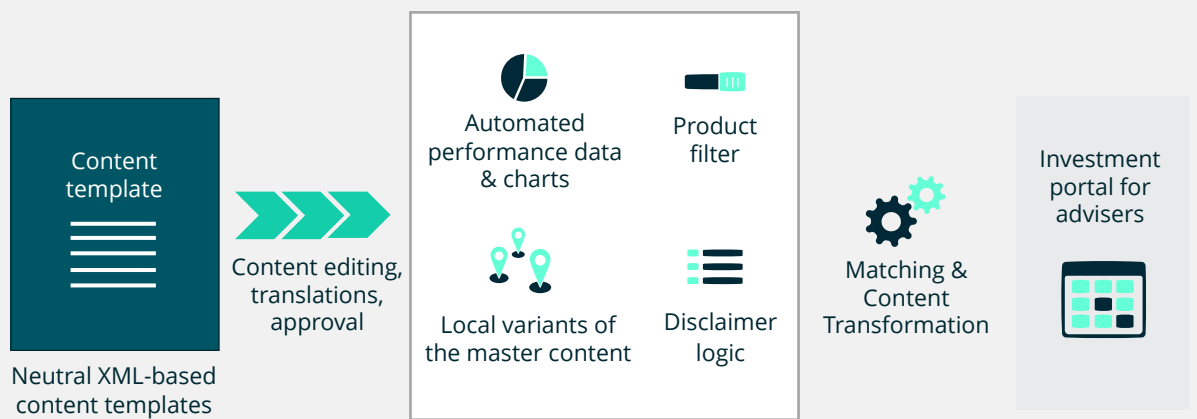 Content
template
Neutral XML-based
content templates
Content editing,
translations,
approval
Automated
performance data
& charts
Product
filter
Local variants of
the master content
Disclaimer
logic
Matching &
Content
Transformation
Investment
portal for
advisers